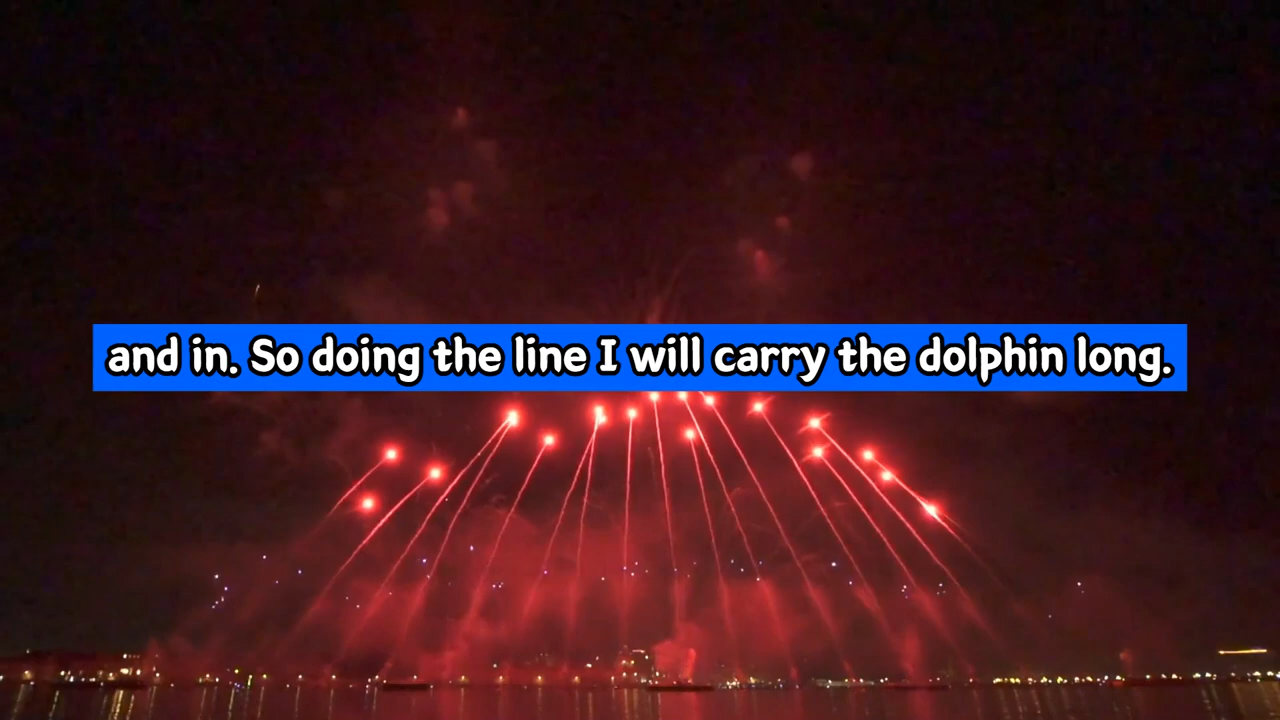 and in. So doing the line I will carry the dolphin long.